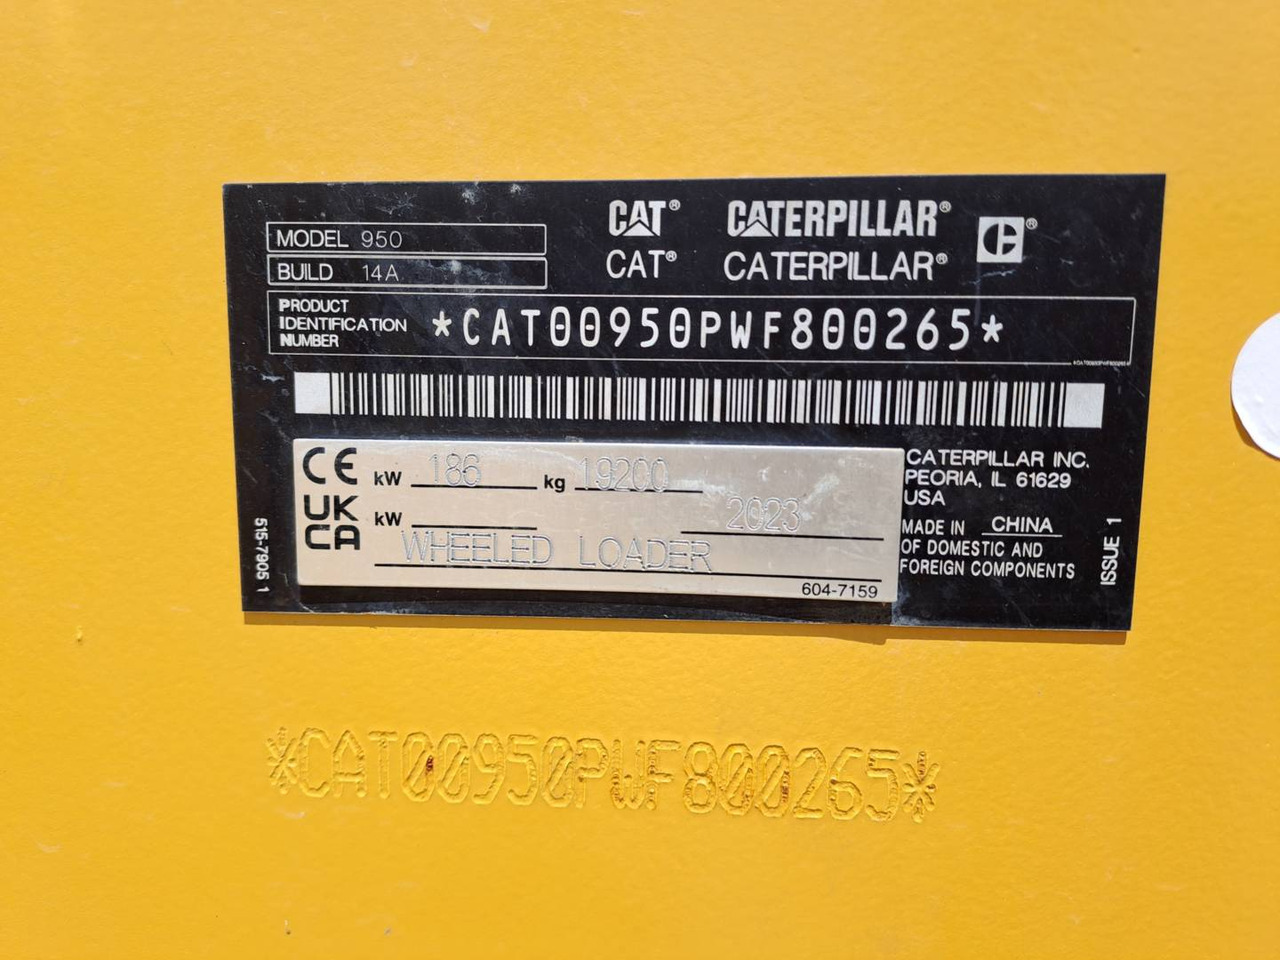 CAT® CATERPILLAR®
CAT® CATERPILLAR®
MODEL 950
BUILD 14A
PRODUCT
IDENTIFICATION
NUMBER
*CAT00950PWF800265*
*CAT00950PWF800265*
CE kW 186 kg 19200
UK
CA kW 2023
WHEELED LOADER
604-7159
CATERPILLAR INC.
PEORIA, IL 61629
USA
MADE IN CHINA
OF DOMESTIC AND
FOREIGN COMPONENTS
515-7905 1
ISSUE 1
*CAT00950PWF800265*